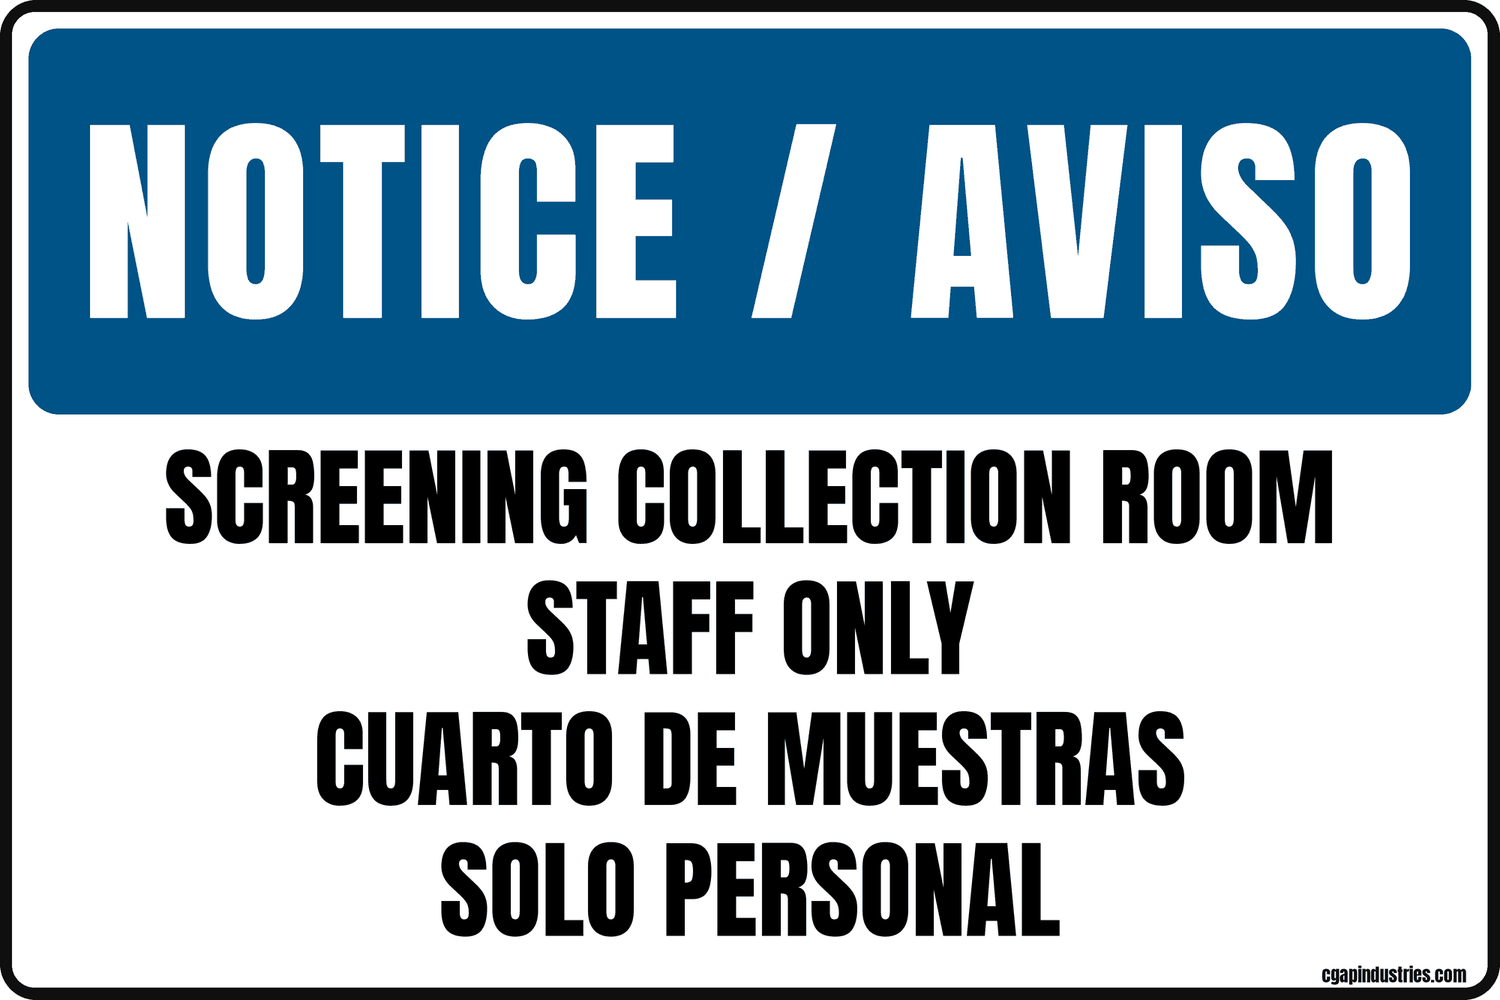 NOTICE / AVISO
SCREENING COLLECTION ROOM
STAFF ONLY
CUARTO DE MUESTRAS
SOLO PERSONAL
cgapindustries.com